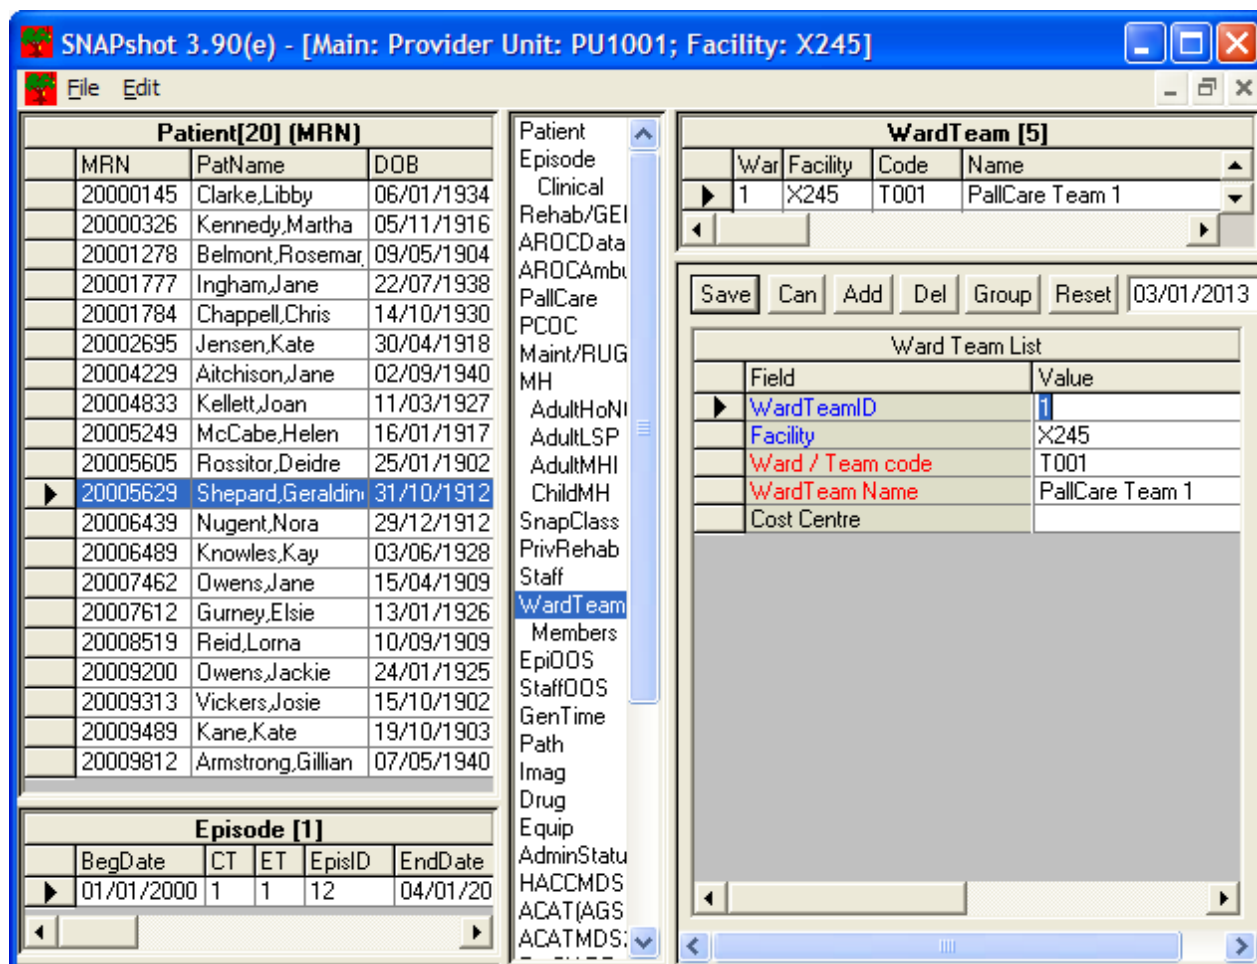 SNAPshot 3.90(e) - [Main: Provider Unit: PU1001; Facility: X245]
File Edit
Patient[20] (MRN)
MRN PatName DOB
20000145 Clarke,Libby 06/01/1934
20000326 Kennedy,Martha 05/11/1916
20001278 Belmont,Rosemar 09/05/1904
20001777 Ingham,Jane 22/07/1938
20001784 Chappell,Chris 14/10/1930
20002695 Jensen,Kate 30/04/1918
20004229 Aitchison,Jane 02/09/1940
20004833 Kellett,Joan 11/03/1927
20005249 McCabe,Helen 16/01/1917
20005605 Rossitor,Deidre 25/01/1902
20005629 Shepard,Geraldin 31/10/1912
20006439 Nugent,Nora 29/12/1912
20006489 Knowles,Kay 03/06/1928
20007462 Owens,Jane 15/04/1909
20007612 Gurney,Elsie 13/01/1926
20008519 Reid,Lorna 10/09/1909
20009200 Owens,Jackie 24/01/1925
20009313 Vickers,Josie 15/10/1902
20009489 Kane,Kate 19/10/1903
20009812 Armstrong,Gillian 07/05/1940
Episode [1]
BegDate CT ET EpisID EndDate
01/01/2000 1 1 12 04/01/20
Patient
Episode
Clinical
Rehab/GEI
AROCData
AROCAmbu
PallCare
PCOC
Maint/RUG
MH
AdultHoN
AdultLSP
AdultMHI
ChildMH
SnapClass
PrivRehab
Staff
WardTeam
Members
EpiOOS
StaffOOS
GenTime
Path
Imag
Drug
Equip
AdminStatu
HACCMDS
ACAT(AGS
ACATMDS
WardTeam [5]
War Facility Code Name
1 X245 T001 PallCare Team 1
Save Can Add Del Group Reset 03/01/2013
Ward Team List
Field Value
WardTeamID 1
Facility X245
Ward / Team code T001
WardTeam Name PallCare Team 1
Cost Centre